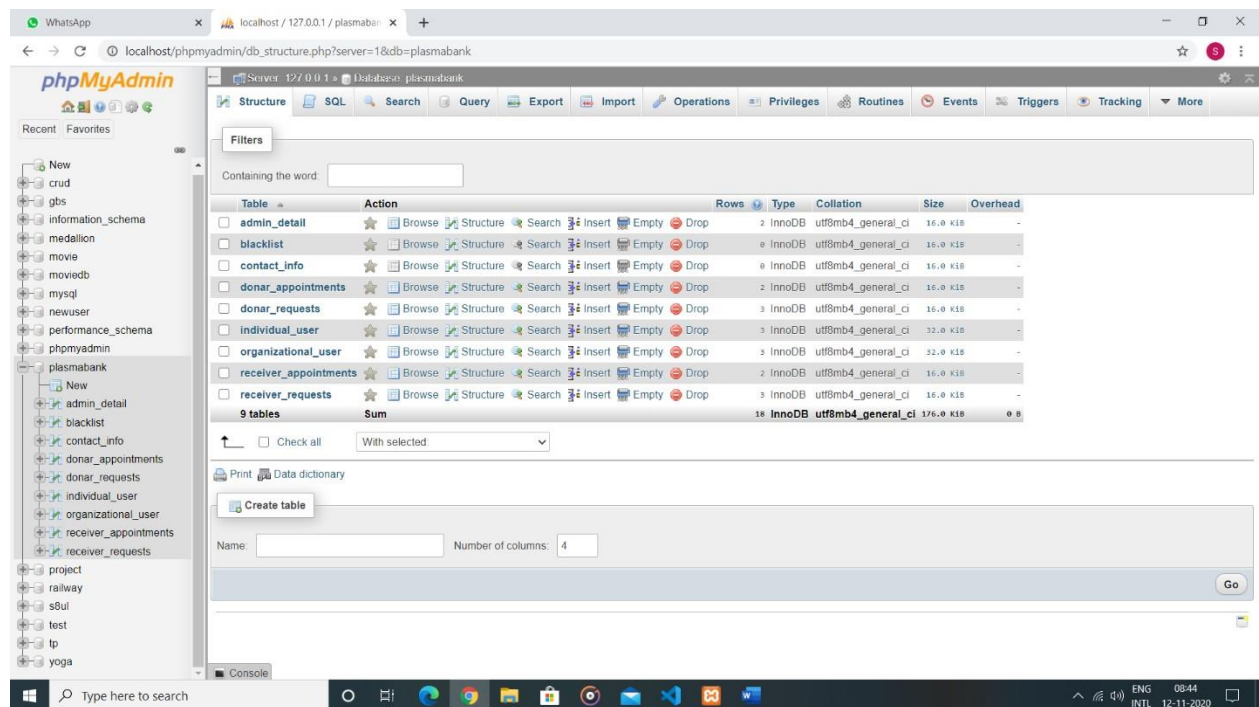 WhatsApp
localhost / 127.0.0.1 / plasmaban
localhost/phpmyadmin/db_structure.php?server=1&db=plasmabank
S
phpMyAdmin
Recent Favorites
New
crud
gbs
information_schema
medallion
movie
moviedb
mysql
newuser
performance_schema
phpmyadmin
plasmabank
New
admin_detail
blacklist
contact_info
donar_appointments
donar_requests
individual_user
organizational_user
receiver_appointments
receiver_requests
project
railway
s8ul
test
tp
yoga
Server: 127.0.0.1 » Database: plasmabank
Structure SQL Search Query Export Import Operations Privileges Routines Events Triggers Tracking More
Filters
Containing the word:
Table Action Rows Type Collation Size Overhead
admin_detail Browse Structure Search Insert Empty Drop 2 InnoDB utf8mb4_general_ci 16.0 KiB -
blacklist Browse Structure Search Insert Empty Drop 0 InnoDB utf8mb4_general_ci 16.0 KiB -
contact_info Browse Structure Search Insert Empty Drop 0 InnoDB utf8mb4_general_ci 16.0 KiB -
donar_appointments Browse Structure Search Insert Empty Drop 2 InnoDB utf8mb4_general_ci 16.0 KiB -
donar_requests Browse Structure Search Insert Empty Drop 3 InnoDB utf8mb4_general_ci 16.0 KiB -
individual_user Browse Structure Search Insert Empty Drop 3 InnoDB utf8mb4_general_ci 32.0 KiB -
organizational_user Browse Structure Search Insert Empty Drop 3 InnoDB utf8mb4_general_ci 32.0 KiB -
receiver_appointments Browse Structure Search Insert Empty Drop 2 InnoDB utf8mb4_general_ci 16.0 KiB -
receiver_requests Browse Structure Search Insert Empty Drop 3 InnoDB utf8mb4_general_ci 16.0 KiB -
9 tables Sum 18 InnoDB utf8mb4_general_ci 176.0 KiB 0 B
Check all With selected:
Print Data dictionary
Create table
Name: Number of columns: 4
Go
Console
Type here to search
ENG 08:44
INTL 12-11-2020